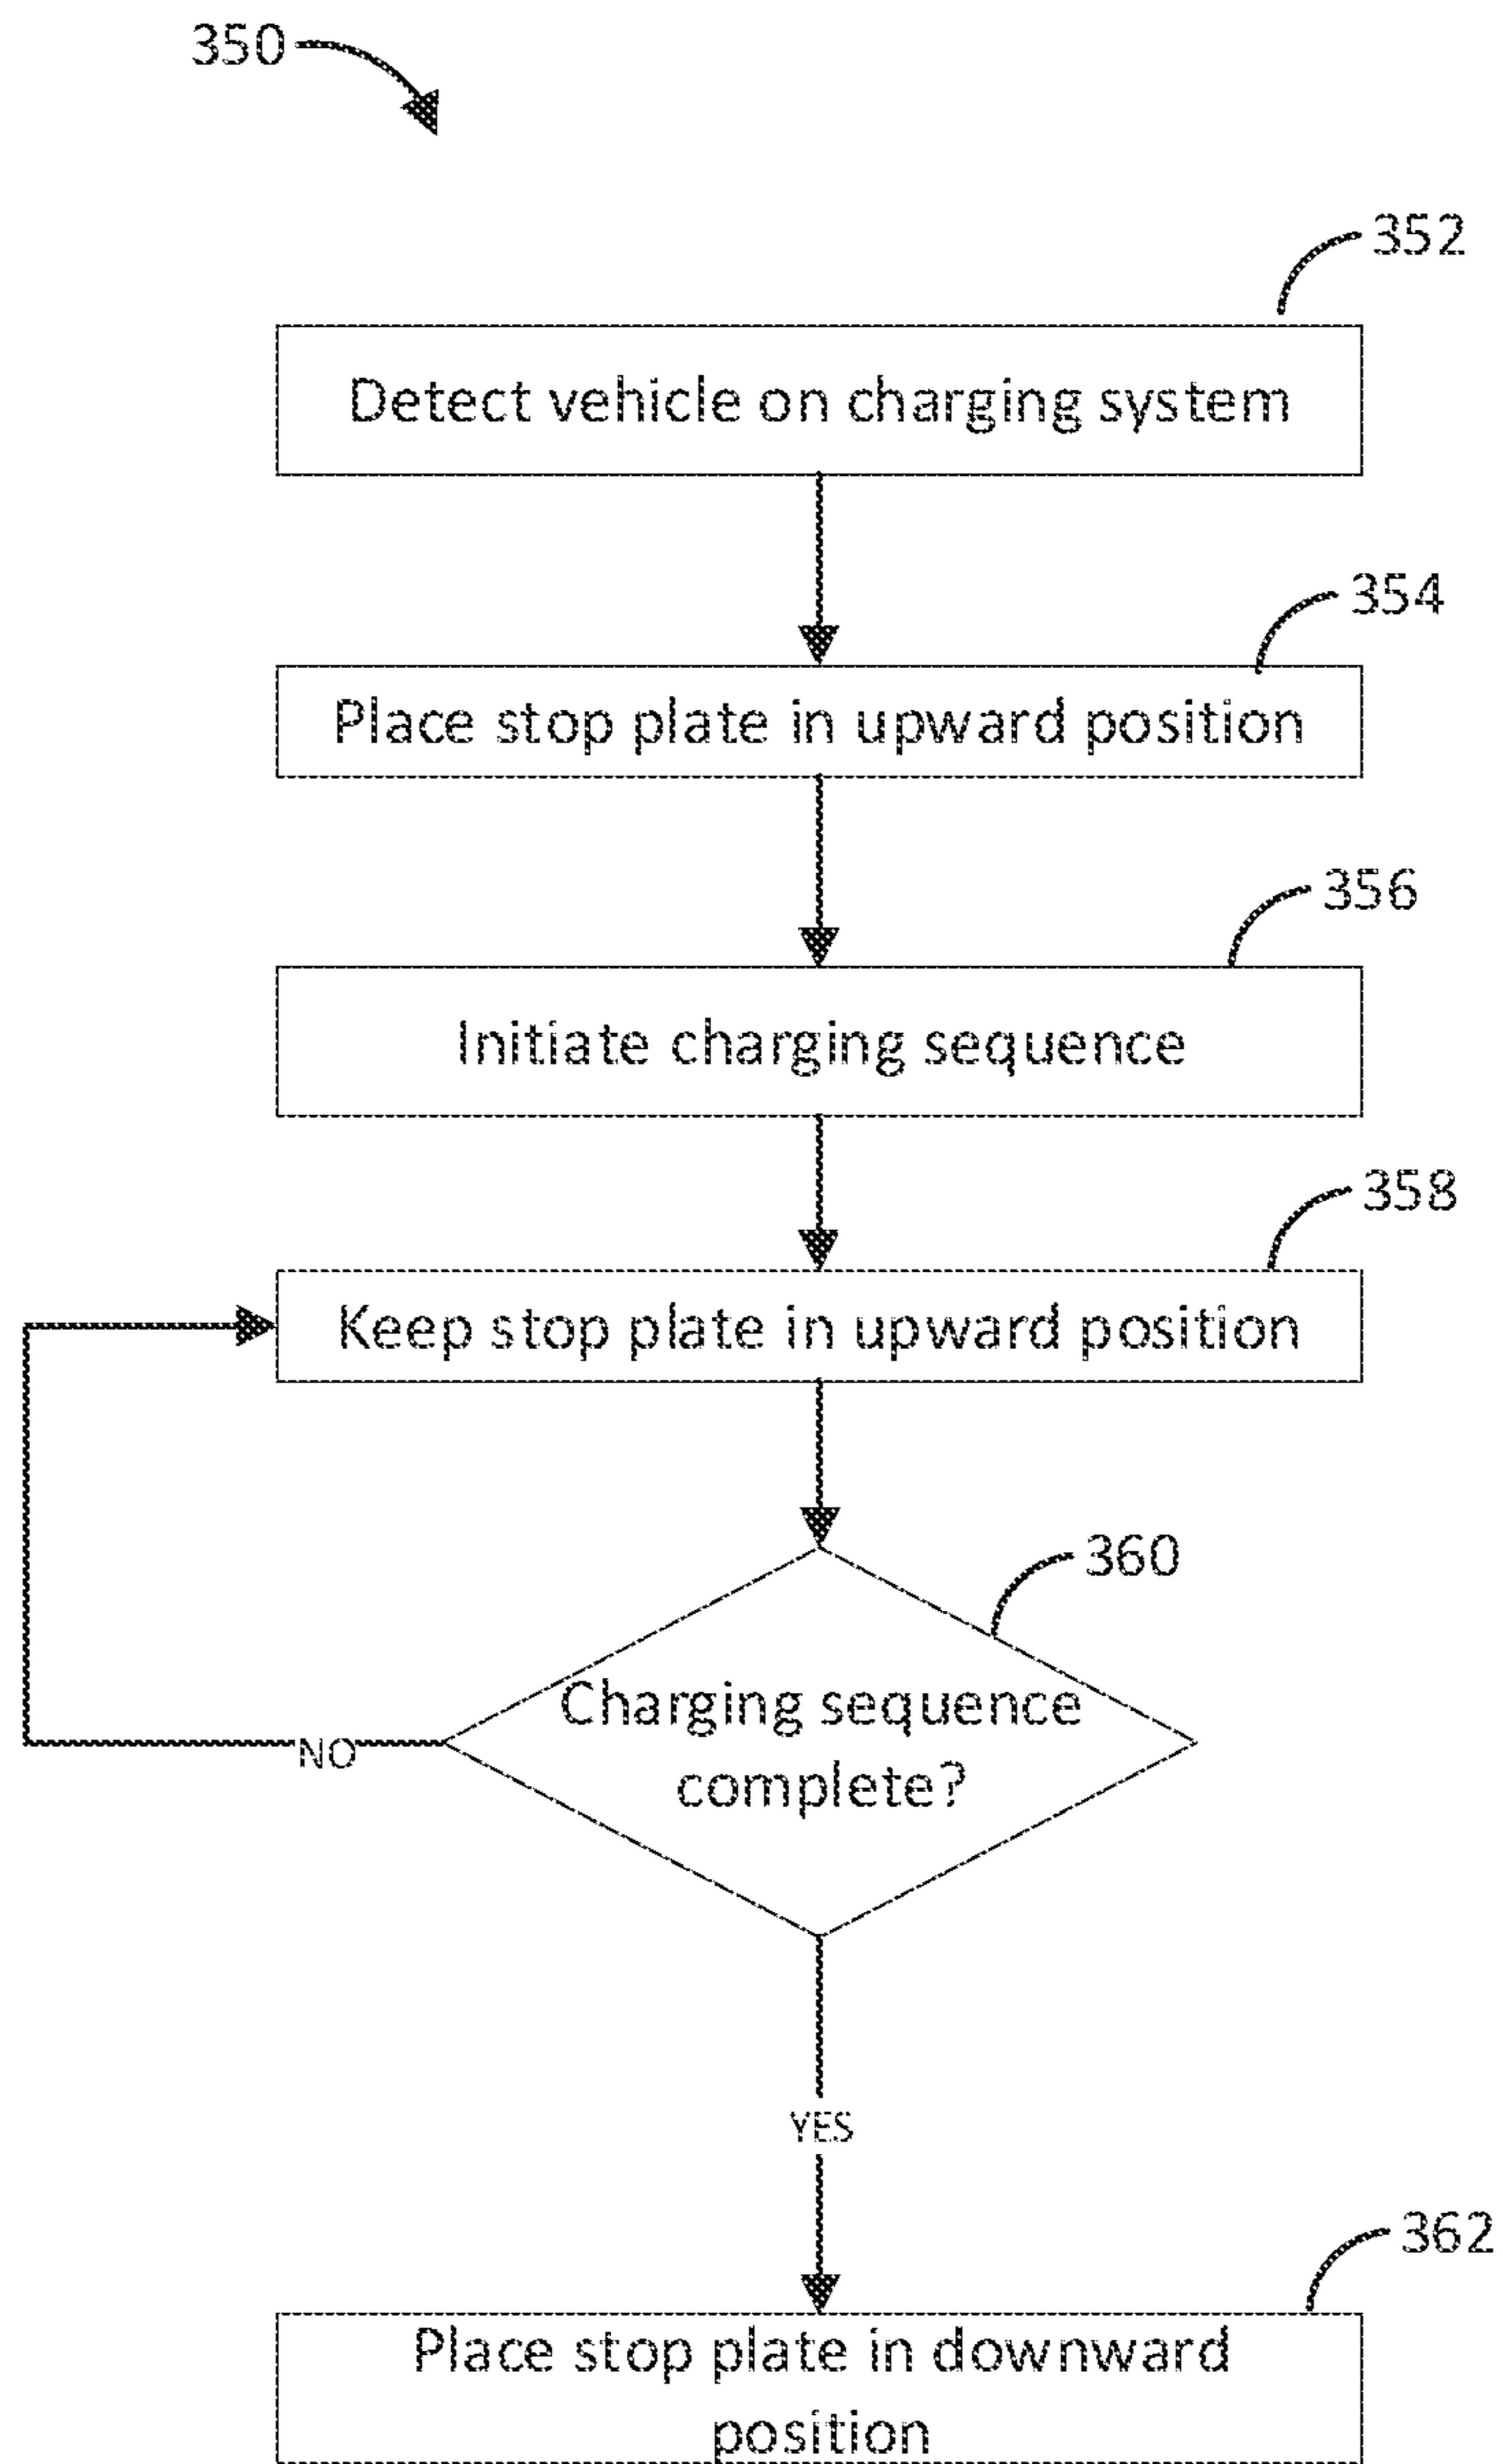 350
352
Detect vehicle on charging system
354
Place stop plate in upward position
356
Initiate charging sequence
358
Keep stop plate in upward position
360
Charging sequence
complete?
NO
YES
362
Place stop plate in downward
position